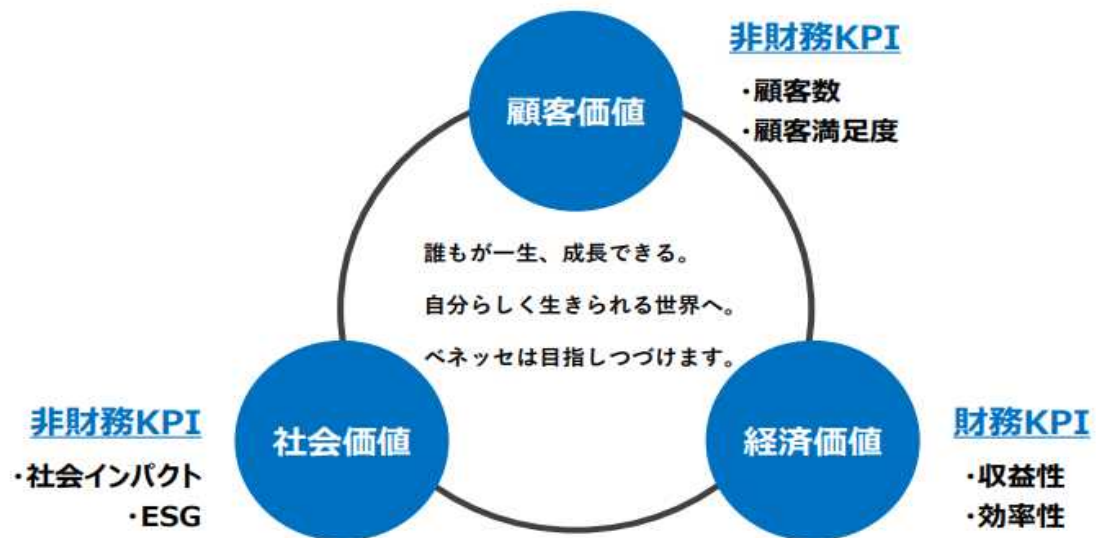 非財務KPI
・顧客数
・顧客満足度
顧客価値
誰もが一生、成長できる。
自分らしく生きられる世界へ。
ベネッセは目指しつづけます。
非財務KPI
・社会インパクト
・ESG
社会価値
経済価値
財務KPI
・収益性
・効率性